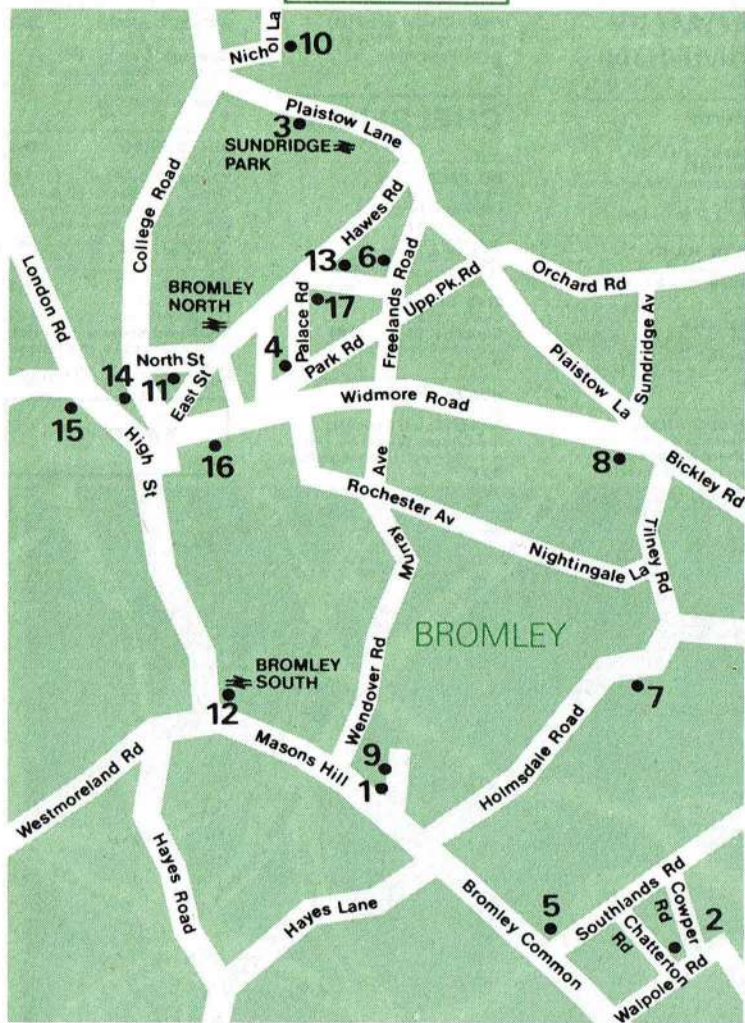 Nichol La
10
Plaistow Lane
3
SUNDRIDGE
PARK
College Road
Hawes Rd
London Rd
13
6
Freelands Road
Upp.Pk.Rd
Orchard Rd
BROMLEY
NORTH
Palace Rd
17
Sundridge Av
North St
4
Park Rd
Plaistow La
14
11
East St
Widmore Road
15
High St
16
8
Bickley Rd
Rochester Av
Murray Ave
Nightingale La
Tilney Rd
BROMLEY
BROMLEY
SOUTH
12
Wendover Rd
7
Masons Hill
9
1
Holmsdale Road
Westmoreland Rd
Hayes Road
Hayes Lane
Bromley Common
5
Southlands Rd
Cowper
Rd
2
Chatterton
Rd
Walpole Rd